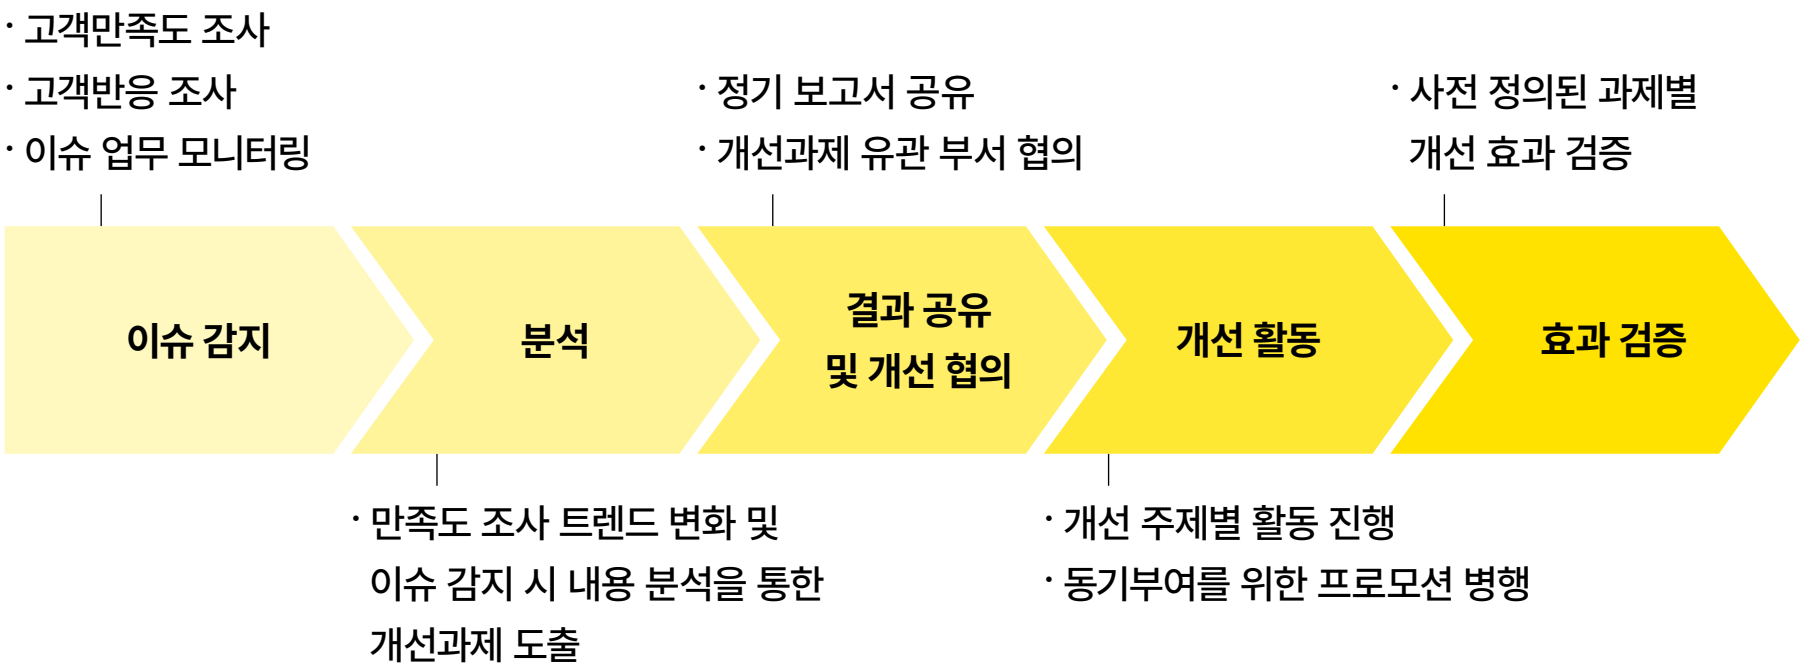 · 고객만족도 조사
· 고객반응 조사
· 이슈 업무 모니터링
· 정기 보고서 공유
· 개선과제 유관 부서 협의
· 사전 정의된 과제별
개선 효과 검증
이슈 감지
분석
결과 공유
및 개선 협의
개선 활동
효과 검증
· 만족도 조사 트렌드 변화 및
이슈 감지 시 내용 분석을 통한
개선과제 도출
· 개선 주제별 활동 진행
· 동기부여를 위한 프로모션 병행